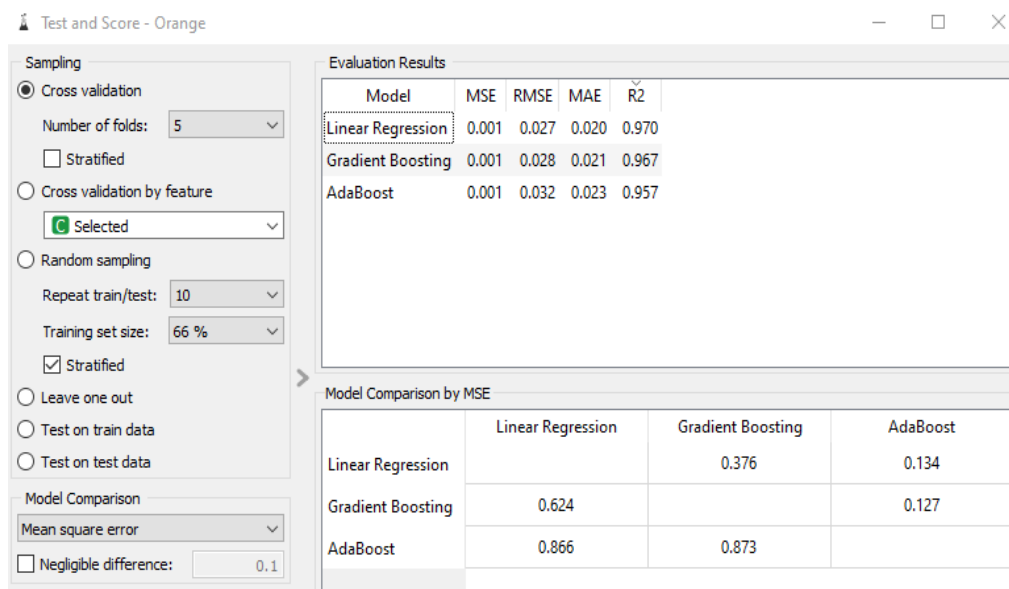 Test and Score - Orange
Sampling
Cross validation
Number of folds: 5
Stratified
Cross validation by feature
C Selected
Random sampling
Repeat train/test: 10
Training set size: 66 %
Stratified
Leave one out
Test on train data
Test on test data
Model Comparison
Mean square error
Negligible difference: 0.1
Evaluation Results
Model MSE RMSE MAE R2
Linear Regression 0.001 0.027 0.020 0.970
Gradient Boosting 0.001 0.028 0.021 0.967
AdaBoost 0.001 0.032 0.023 0.957
Model Comparison by MSE
Linear Regression Gradient Boosting AdaBoost
Linear Regression 0.376 0.134
Gradient Boosting 0.624 0.127
AdaBoost 0.866 0.873